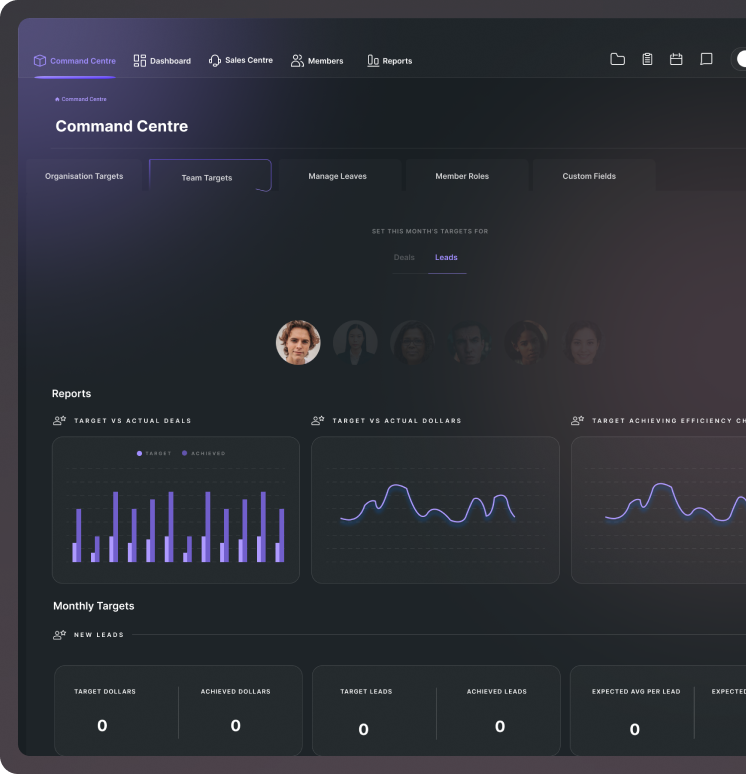 Command Centre
Dashboard
Sales Centre
Members
Reports
Command Centre
Command Centre
Organisation Targets
Team Targets
Manage Leaves
Member Roles
Custom Fields
SET THIS MONTH'S TARGETS FOR
Deals
Leads
Reports
TARGET VS ACTUAL DEALS
TARGET VS ACTUAL DOLLARS
TARGET ACHIEVING EFFICIENCY CH
TARGET
ACHIEVED
Monthly Targets
NEW LEADS
TARGET DOLLARS
ACHIEVED DOLLARS
TARGET LEADS
ACHIEVED LEADS
EXPECTED AVG PER LEAD
EXPECTED
0
0
0
0
0